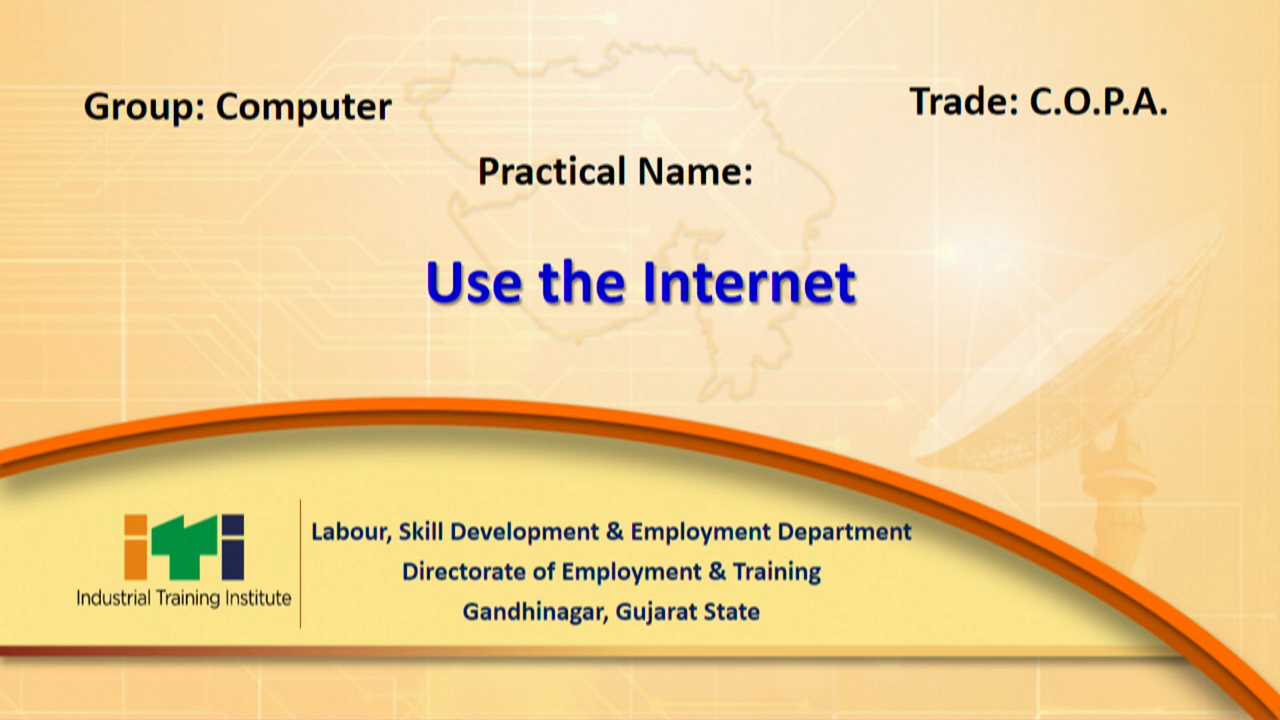 Group: Computer
Trade: C.O.P.A.
Practical Name:
Use the Internet
iTi
Industrial Training Institute
Labour, Skill Development & Employment Department
Directorate of Employment & Training
Gandhinagar, Gujarat State